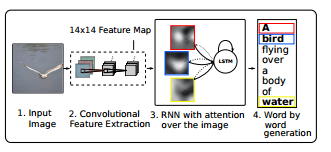 14x14 Feature Map
LSTM
A
bird
flying
over
a
body
of
water
1. Input
Image
2. Convolutional
Feature Extraction
3. RNN with attention
over the image
4. Word by
word
generation